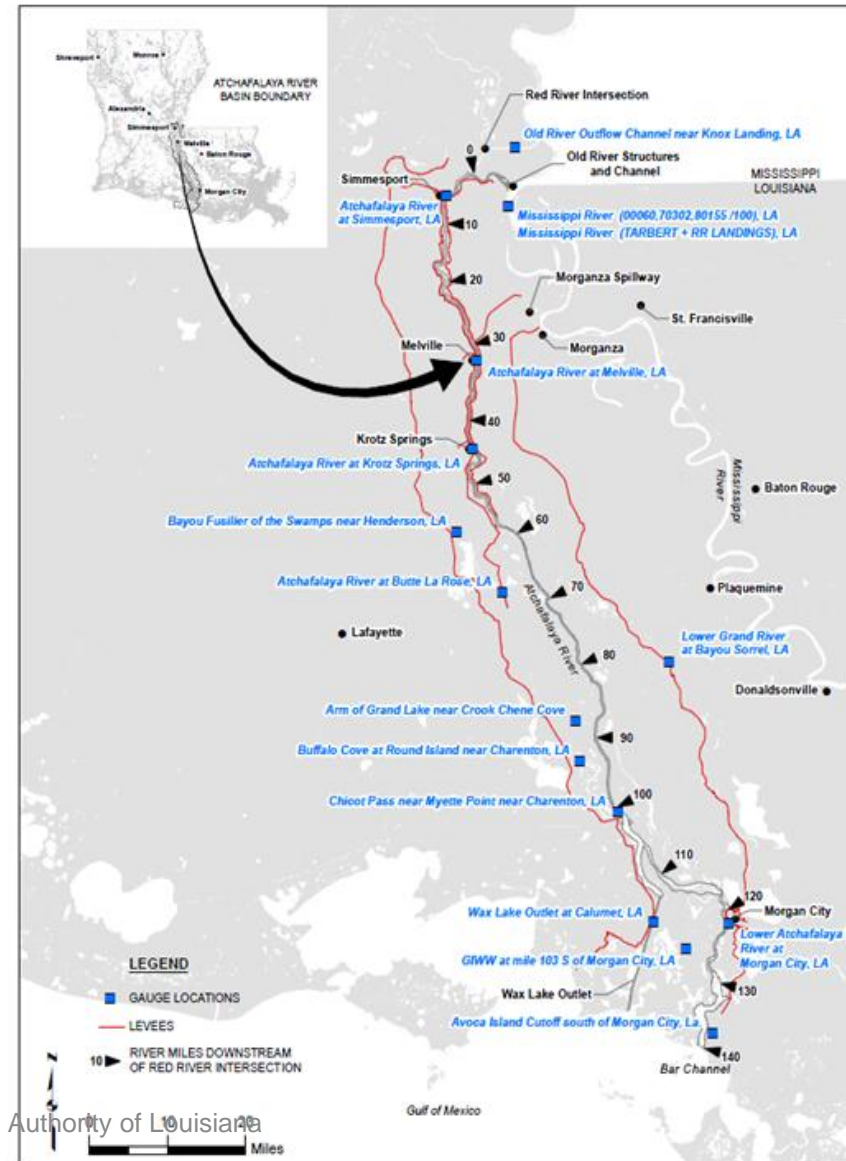 Shreveport
Monroe
ATCHAFALAYA RIVER
BASIN BOUNDARY
Alexandria
Simmesport
Melville
Baton Rouge
Morgan City
Red River Intersection
Old River Outflow Channel near Knox Landing, LA
0
Old River Structures
and Channel
MISSISSIPPI
LOUISIANA
Simmesport
Atchafalaya River
at Simmesport, LA
Mississippi River (00060,70302,80155 /100), LA
Mississippi River (TARBERT + RR LANDINGS), LA
10
20
Morganza Spillway
St. Francisville
30
Morganza
Melville
Atchafalaya River at Melville, LA
40
Krotz Springs
Atchafalaya River at Krotz Springs, LA
50
Mississippi
River
Baton Rouge
Bayou Fusilier of the Swamps near Henderson, LA
60
Atchafalaya River at Butte La Rose, LA
70
Plaquemine
Atchafalaya River
Lafayette
80
Lower Grand River
at Bayou Sorrel, LA
Donaldsonville
Arm of Grand Lake near Crook Chene Cove
90
Buffalo Cove at Round Island near Charenton, LA
Chicot Pass near Myette Point near Charenton, LA
100
110
120
Morgan City
Wax Lake Outlet at Calumet, LA
Lower Atchafalaya
River at
Morgan City, LA
GIWW at mile 103 S of Morgan City, LA
LEGEND
GAUGE LOCATIONS
Wax Lake Outlet
130
LEVEES
Avoca Island Cutoff south of Morgan City, La
10 RIVER MILES DOWNSTREAM
OF RED RIVER INTERSECTION
140
Bar Channel
N
Gulf of Mexico
Authority of Louisiana
0 10 20
Miles